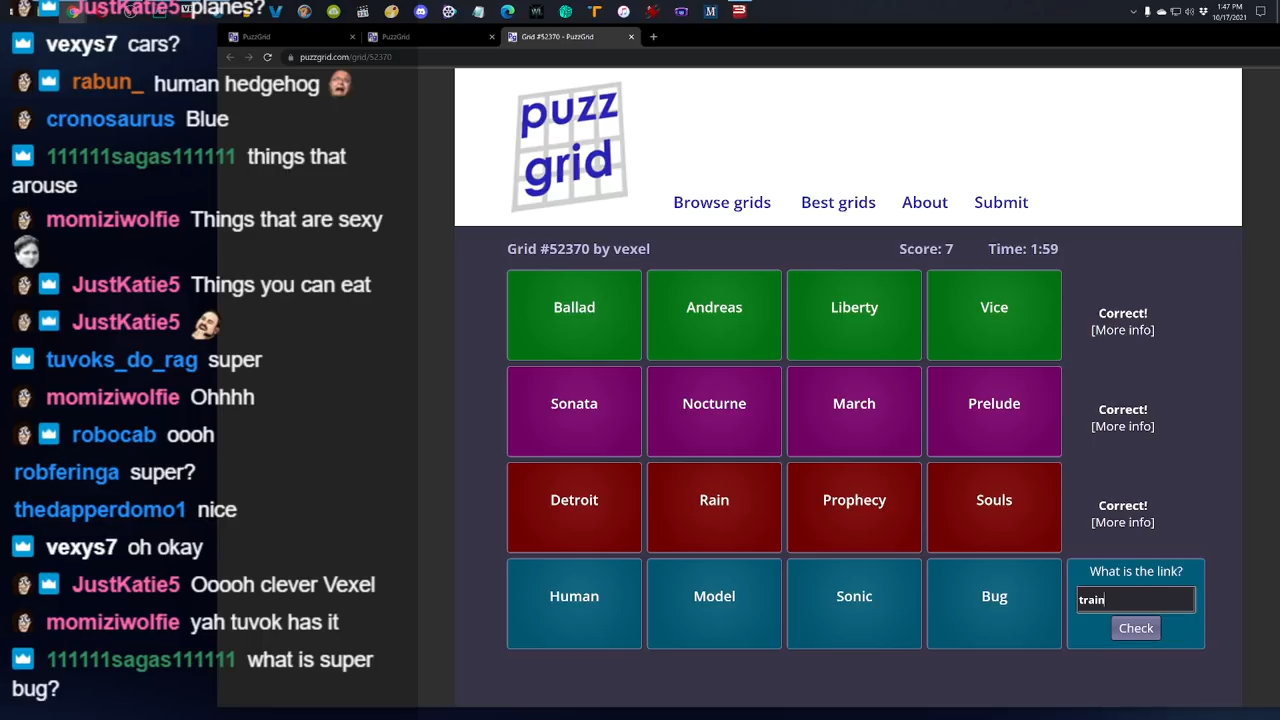 JustKatie5 planes?
vexys7 cars?
rabun_ human hedgehog
cronosaurus Blue
111111sagas111111 things that
arouse
momiziwolfie Things that are sexy
JustKatie5 Things you can eat
JustKatie5
tuvoks_do_rag super
momiziwolfie Ohhhh
robocab oooh
robferinga super?
thedapperdomo1 nice
vexys7 oh okay
JustKatie5 Ooooh clever Vexel
momiziwolfie yah tuvok has it
111111sagas111111 what is super
bug?
1:47 PM
10/17/2021
PuzzGrid
PuzzGrid
Grid #52370 - PuzzGrid
puzzgrid.com/grid/52370
puzz
grid
Browse grids Best grids About Submit
Grid #52370 by vexel Score: 7 Time: 1:59
Ballad Andreas Liberty Vice
Correct!
[More info]
Sonata Nocturne March Prelude
Correct!
[More info]
Detroit Rain Prophecy Souls
Correct!
[More info]
Human Model Sonic Bug
What is the link?
train
Check